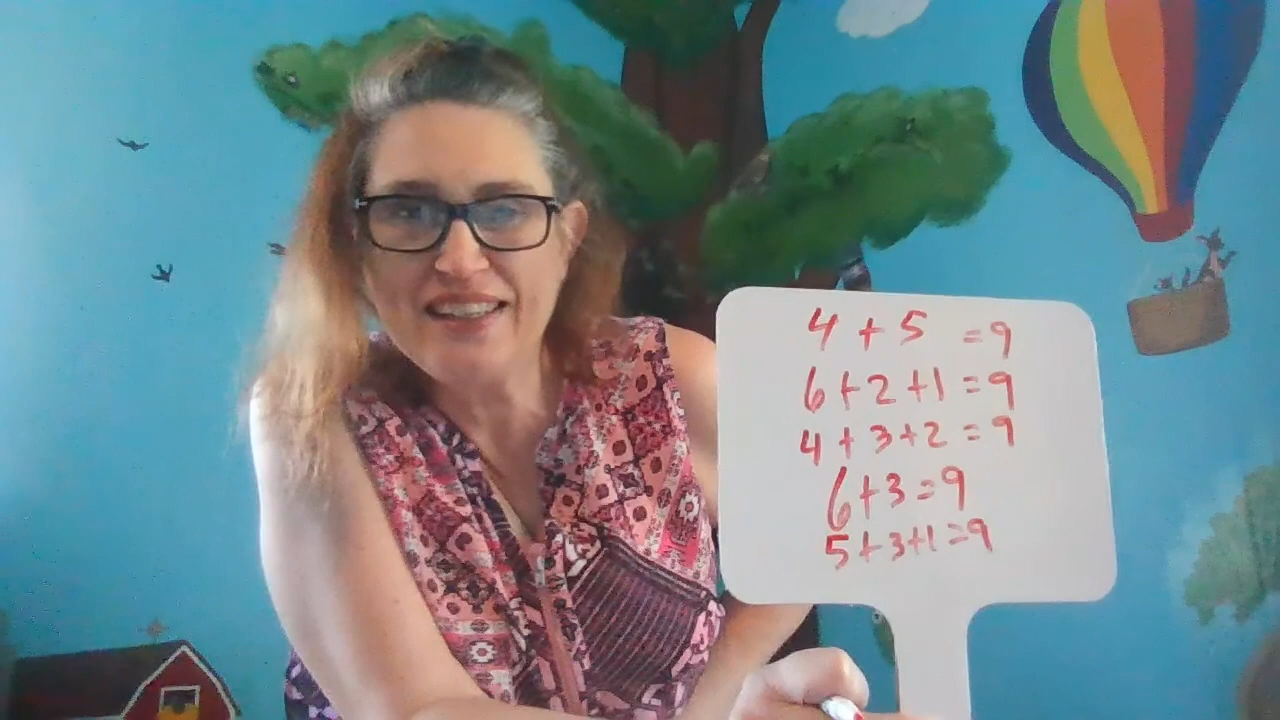 4 + 5 = 9
6 + 2 + 1 = 9
4 + 3 + 2 = 9
6 + 3 = 9
5 + 3 + 1 = 9